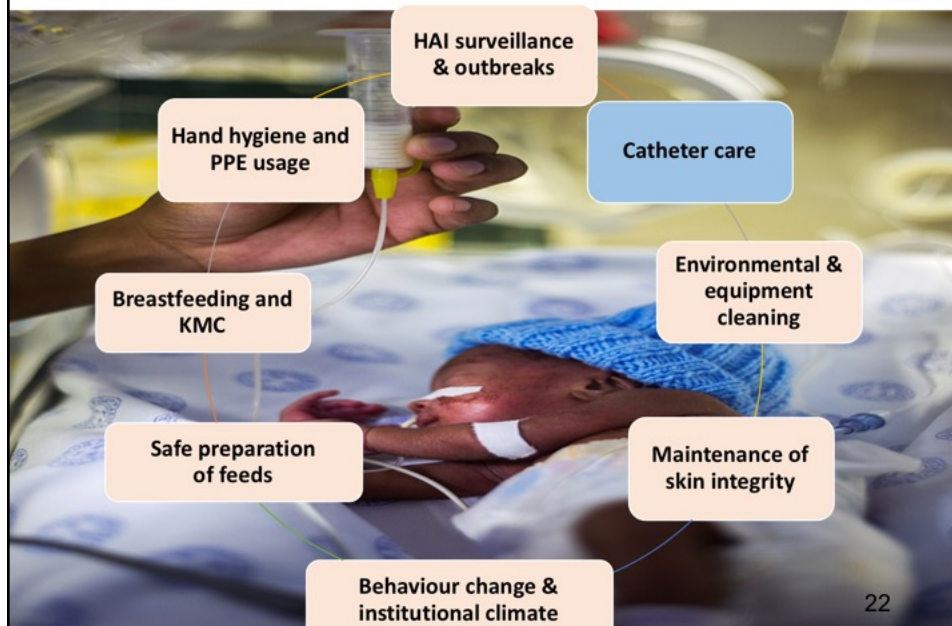 HAI surveillance
& outbreaks
Hand hygiene and
PPE usage
Catheter care
Breastfeeding and
KMC
Environmental &
equipment
cleaning
Safe preparation
of feeds
Maintenance of
skin integrity
Behaviour change &
institutional climate
22